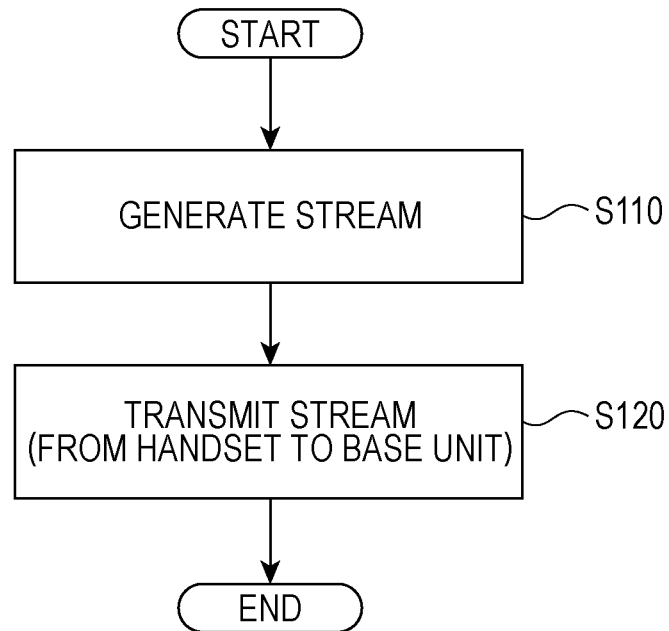 START
GENERATE STREAM
S110
TRANSMIT STREAM
(FROM HANDSET TO BASE UNIT)
S120
END